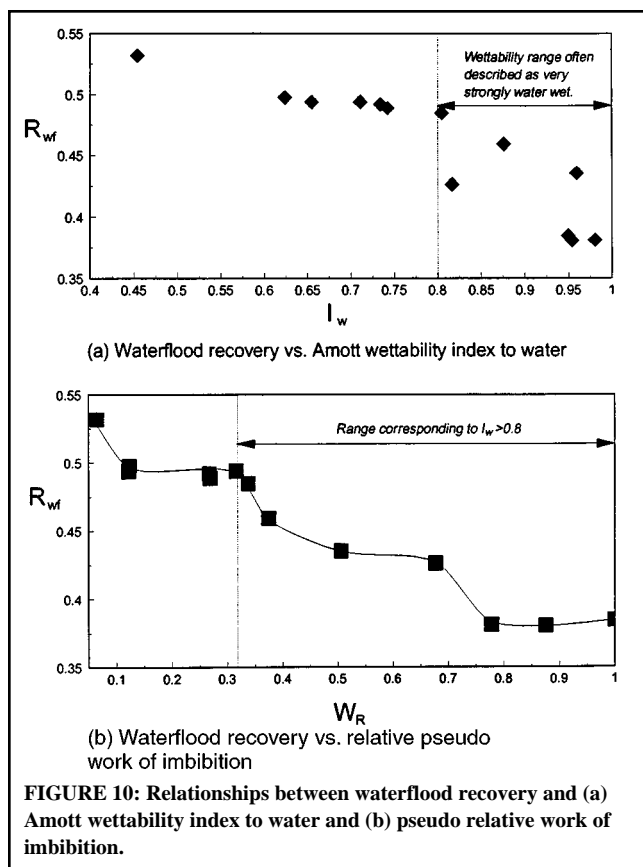 0.55
0.5
0.45
0.4
0.35
R_wf
Wettability range often
described as very
strongly water wet.
0.4 0.45 0.5 0.55 0.6 0.65 0.7 0.75 0.8 0.85 0.9 0.95 1
I_w
(a) Waterflood recovery vs. Amott wettability index to water
0.55
0.5
0.45
0.4
0.35
R_wf
Range corresponding to I_w>0.8
0.1 0.2 0.3 0.4 0.5 0.6 0.7 0.8 0.9 1
W_R
(b) Waterflood recovery vs. relative pseudo
work of imbibition
FIGURE 10: Relationships between waterflood recovery and (a)
Amott wettability index to water and (b) pseudo relative work of
imbibition.